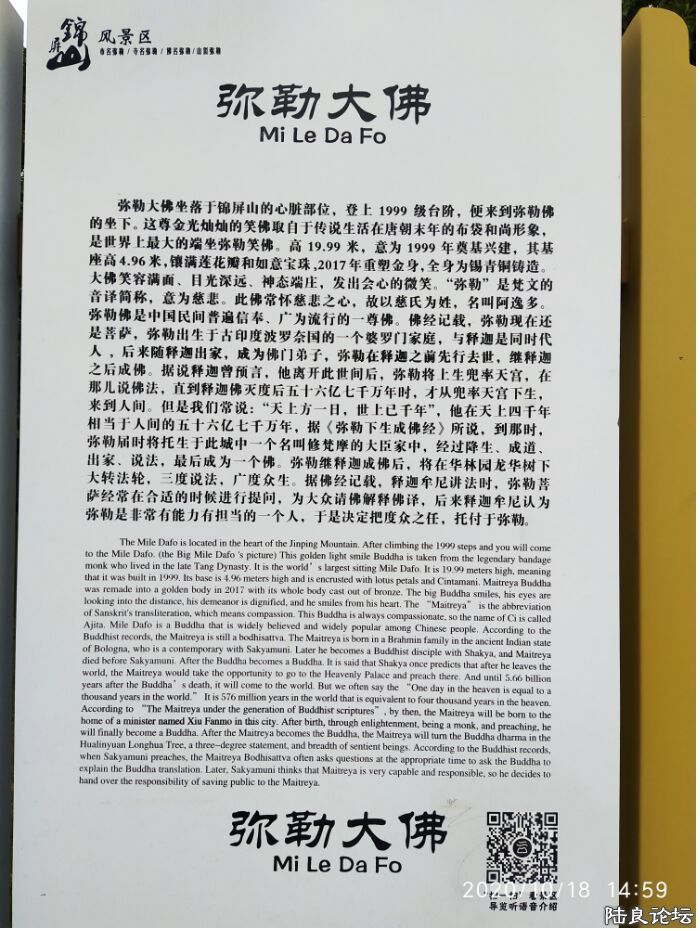 錦屏山
风景区
市名弥勒 / 寺名弥勒 / 佛名弥勒 / 山似弥勒
弥勒大佛
Mi Le Da Fo
弥勒大佛坐落于锦屏山的心脏部位，登上 1999 级台阶，便来到弥勒佛
的坐下。这尊金光灿灿的笑佛取自于传说生活在唐朝末年的布袋和尚形象，
是世界上最大的端坐弥勒笑佛。高 19.99 米，意为 1999 年奠基兴建，其基
座高 4.96 米，镶满莲花瓣和如意宝珠，2017 年重塑金身，全身为锡青铜铸造。
大佛笑容满面、目光深远、神态端庄，发出会心的微笑。“弥勒”是梵文的
音译简称，意为慈悲。此佛常怀慈悲之心，故以慈氏为姓，名叫阿逸多。
弥勒佛是中国民间普遍信奉、广为流行的一尊佛。佛经记载，弥勒现在还
是菩萨，弥勒出生于古印度波罗奈国的一个婆罗门家庭，与释迦是同时代
人，后来随释迦出家，成为佛门弟子，弥勒在释迦之前先行去世，继释迦
之后成佛。据说释迦曾预言，他离开此世间后，弥勒将上生兜率天宫，在
那儿说佛法，直到释迦佛灭度后五十六亿七千万年时，才从兜率天宫下生，
来到人间。但是我们常说：“天上方一日，世上已千年”，他在天上四千年
相当于人间的五十六亿七千万年，据《弥勒下生成佛经》所说，到那时，
弥勒届时将托生于此城中一个名叫修梵摩的大臣家中，经过降生、成道、
出家、说法，最后成为一个佛。弥勒继释迦成佛后，将在华林园龙华树下
大转法轮，三度说法，广度众生。据佛经记载，释迦牟尼讲法时，弥勒菩
萨经常在合适的时候进行提问，为大众请佛解释佛译，后来释迦牟尼认为
弥勒是非常有能力有担当的一个人，于是决定把度众之任，托付于弥勒。
The Mile Dafo is located in the heart of the Jinping Mountain. After climbing the 1999 steps and you will come
to the Mile Dafo. (the Big Mile Dafo 's picture) This golden light smile Buddha is taken from the legendary bandage
monk who lived in the late Tang Dynasty. It is the world's largest sitting Mile Dafo. It is 19.99 meters high, meaning
that it was built in 1999. Its base is 4.96 meters high and is encrusted with lotus petals and Cintamani. Maitreya Buddha
was remade into a golden body in 2017 with its whole body cast out of bronze. The big Buddha smiles, his eyes are
looking into the distance, his demeanor is dignified, and he smiles from his heart. The “Maitreya” is the abbreviation
of Sanskrit's transliteration, which means compassion. This Buddha is always compassionate, so the name of Ci is called
Ajita. Mile Dafo is a Buddha that is widely believed and widely popular among Chinese people. According to the
Buddhist records, the Maitreya is still a bodhisattva. The Maitreya is born in a Brahmin family in the ancient Indian state
of Bologna, who is a contemporary with Sakyamuni. Later he becomes a Buddhist disciple with Shakya, and Maitreya
died before Sakyamuni. After the Buddha becomes a Buddha. It is said that Shakya once predicts that after he leaves the
world, the Maitreya would take the opportunity to go to the Heavenly Palace and preach there. And until 5.66 billion
years after the Buddha's death, it will come to the world. But we often say the “One day in the heaven is equal to a
thousand years in the world.” It is 576 million years in the world that is equivalent to four thousand years in the heaven.
According to “The Maitreya under the generation of Buddhist scriptures”, by then, the Maitreya will be born to the
home of a minister named Xiu Fanmo in this city. After birth, through enlightenment, being a monk, and preaching, he
will finally become a Buddha. After the Maitreya becomes the Buddha, the Maitreya will turn the Buddha dharma in the
Hualinyuan Longhua Tree, a three-degree statement, and breadth of sentient beings. According to the Buddhist records,
when Sakyamuni preaches, the Maitreya Bodhisattva often asks questions at the appropriate time to ask the Buddha to
explain the Buddha translation. Later, Sakyamuni thinks that Maitreya is very capable and responsible, so he decides to
hand over the responsibility of saving public to the Maitreya.
弥勒大佛
Mi Le Da Fo
2020/10/18 14:59
“扫一扫”看景区
导览听语音介绍
陆良论坛